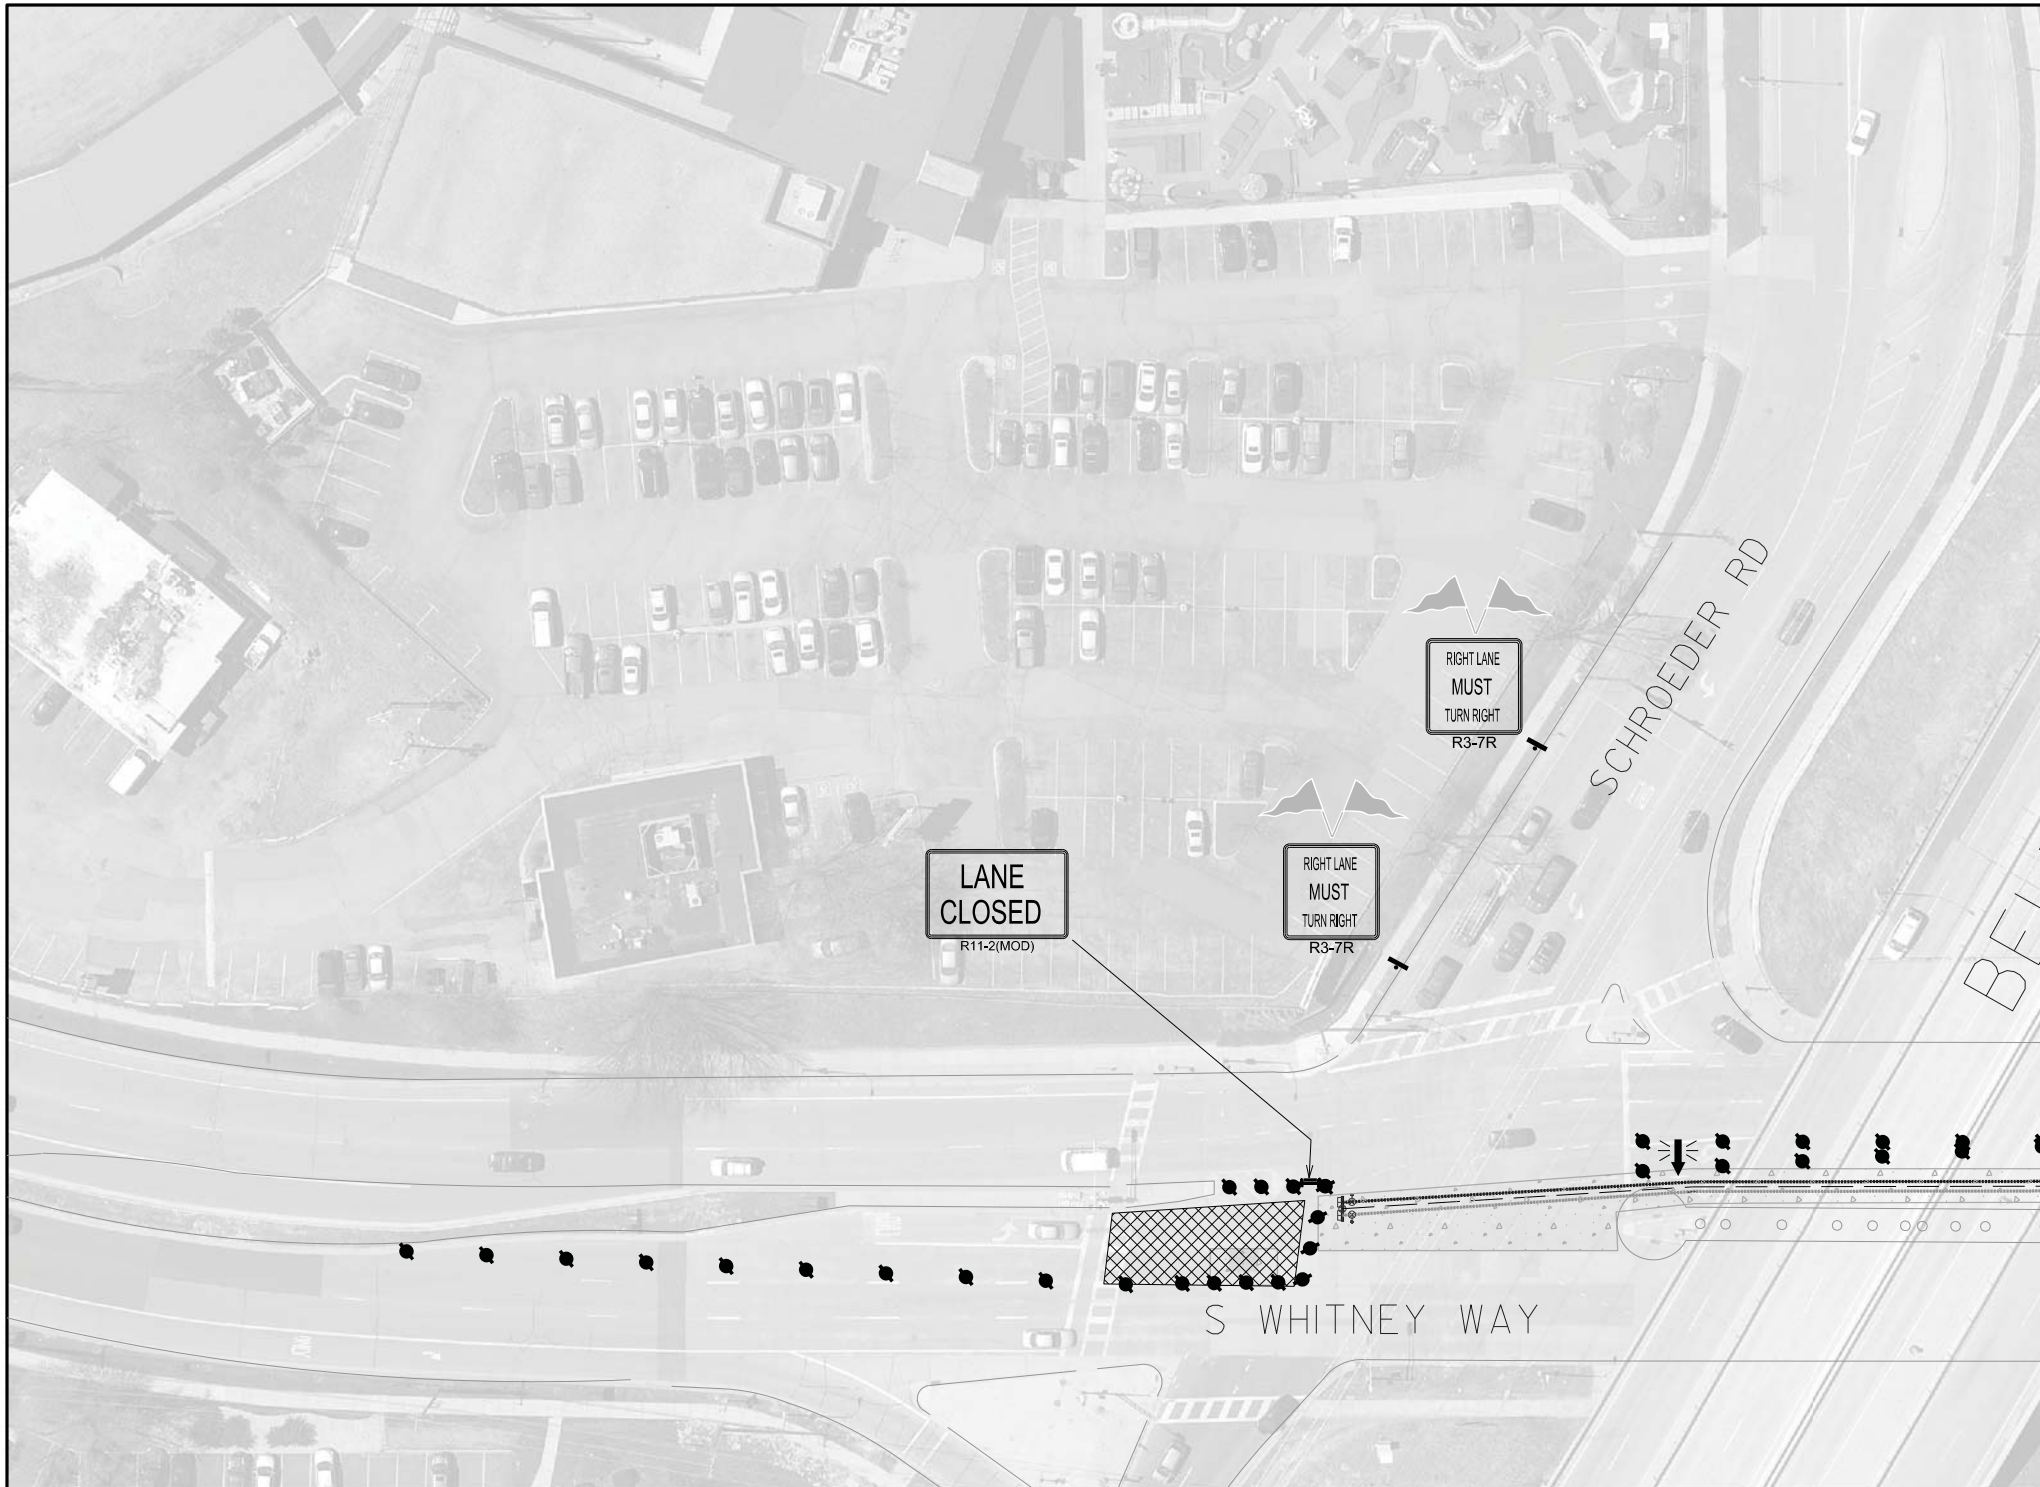 RIGHT LANE
MUST
TURN RIGHT
R3-7R
SCHROEDER RD
RIGHT LANE
MUST
TURN RIGHT
R3-7R
LANE
CLOSED
R11-2(MOD)
S WHITNEY WAY